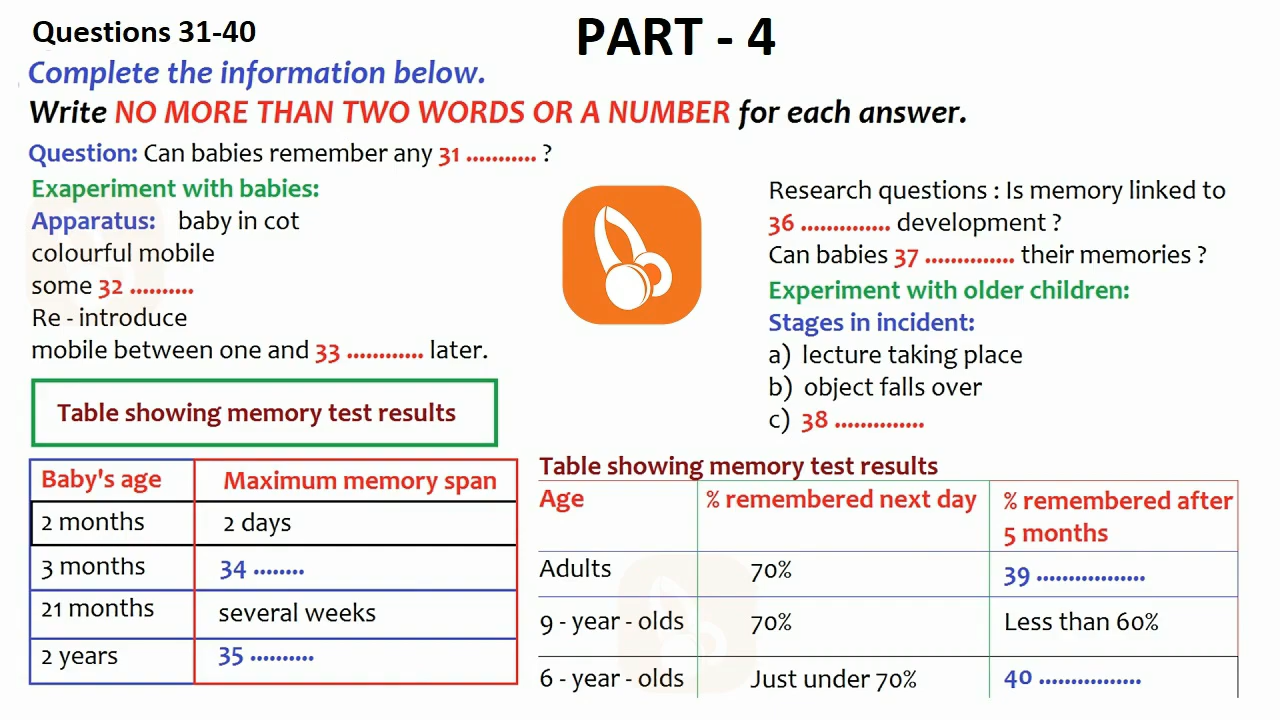 Questions 31-40
PART - 4
Complete the information below.
Write NO MORE THAN TWO WORDS OR A NUMBER for each answer.
Question: Can babies remember any 31 ........... ?
Exaperiment with babies:
Apparatus: baby in cot
colourful mobile
some 32 ..........
Re - introduce
mobile between one and 33 ............ later.
Table showing memory test results
Baby's age Maximum memory span
2 months 2 days
3 months 34 ........
21 months several weeks
2 years 35 ..........
Research questions : Is memory linked to
36 .............. development ?
Can babies 37 .............. their memories ?
Experiment with older children:
Stages in incident:
a) lecture taking place
b) object falls over
c) 38 ..............
Table showing memory test results
Age % remembered next day % remembered after
5 months
Adults 70% 39 .................
9 - year - olds 70% Less than 60%
6 - year - olds Just under 70% 40 ................